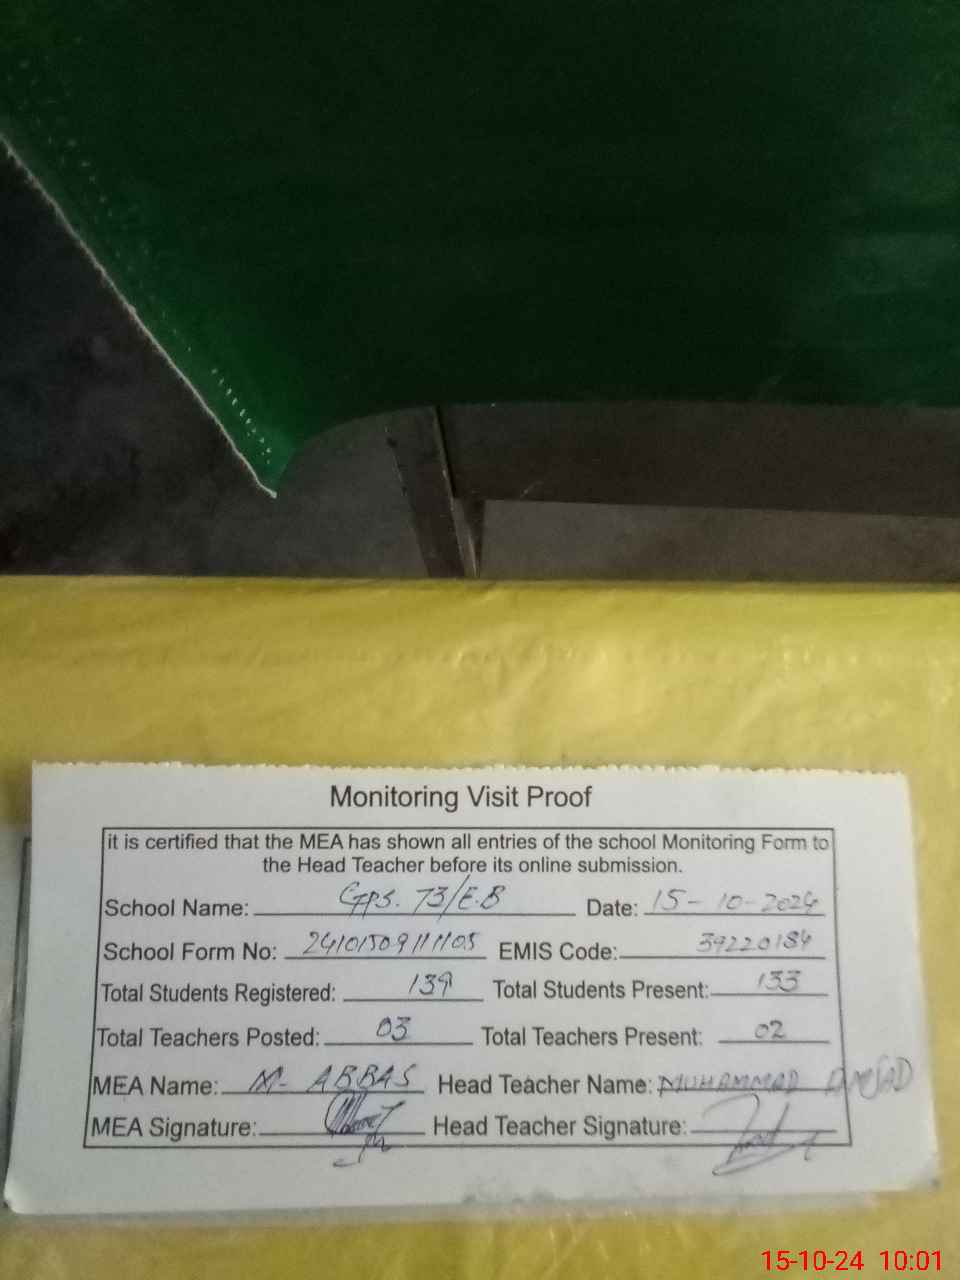 Monitoring Visit Proof
it is certified that the MEA has shown all entries of the school Monitoring Form to
the Head Teacher before its online submission.
School Name: GPS. 73/E.B Date: 15-10-2024
School Form No: 24101509111105 EMIS Code: 39220184
Total Students Registered: 139 Total Students Present: 133
Total Teachers Posted: 03 Total Teachers Present: 02
MEA Name: M- ABBAS Head Teacher Name: MUHAMMAD AMJAD
MEA Signature: Head Teacher Signature:
15-10-24 10:01